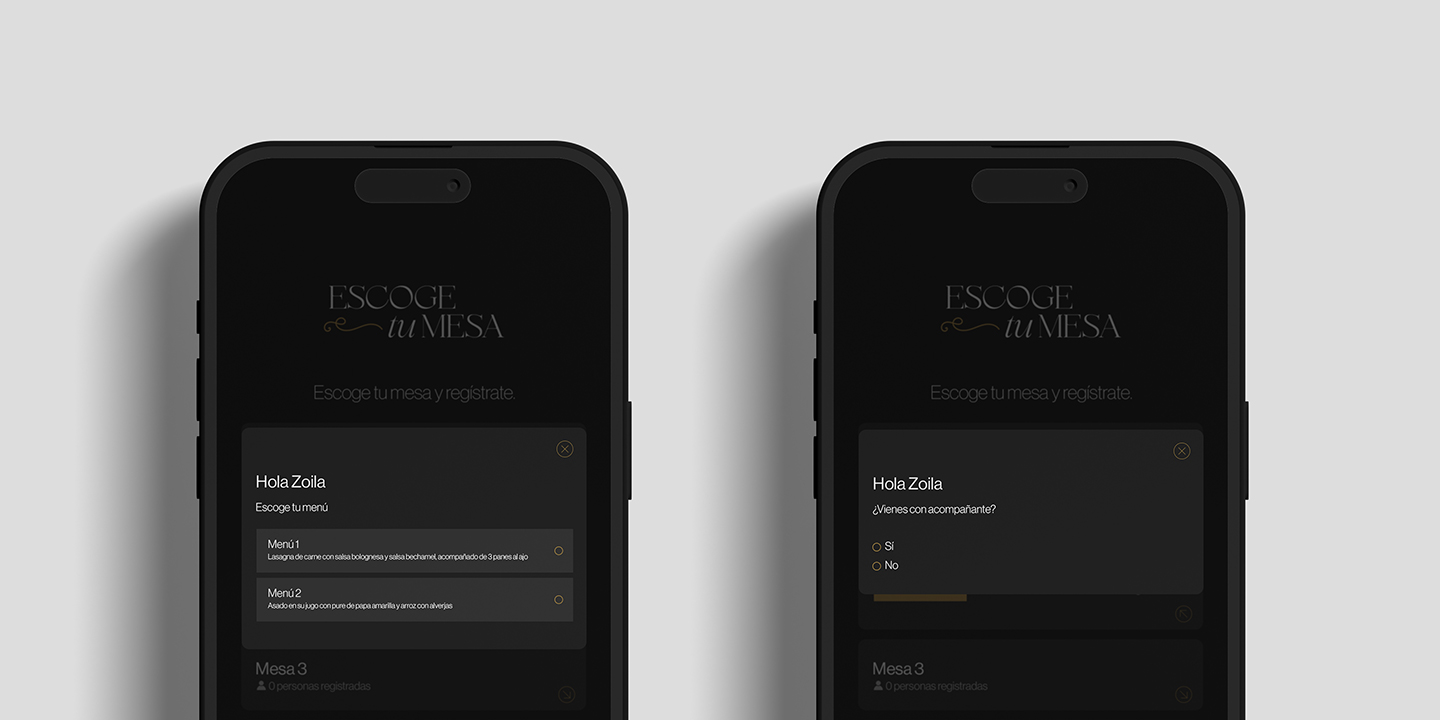 ESCOGE
tu MESA
Escoge tu mesa y regístrate.
Hola Zoila
Escoge tu menú
Menú 1
Lasagna de carne con salsa bolognesa y salsa bechamel, acompañado de 3 panes al ajo
Menú 2
Asado en su jugo con pure de papa amarilla y arroz con alverjas
Mesa 3
0 personas registradas
ESCOGE
tu MESA
Escoge tu mesa y regístrate.
Hola Zoila
¿Vienes con acompañante?
Sí
No
Mesa 3
0 personas registradas